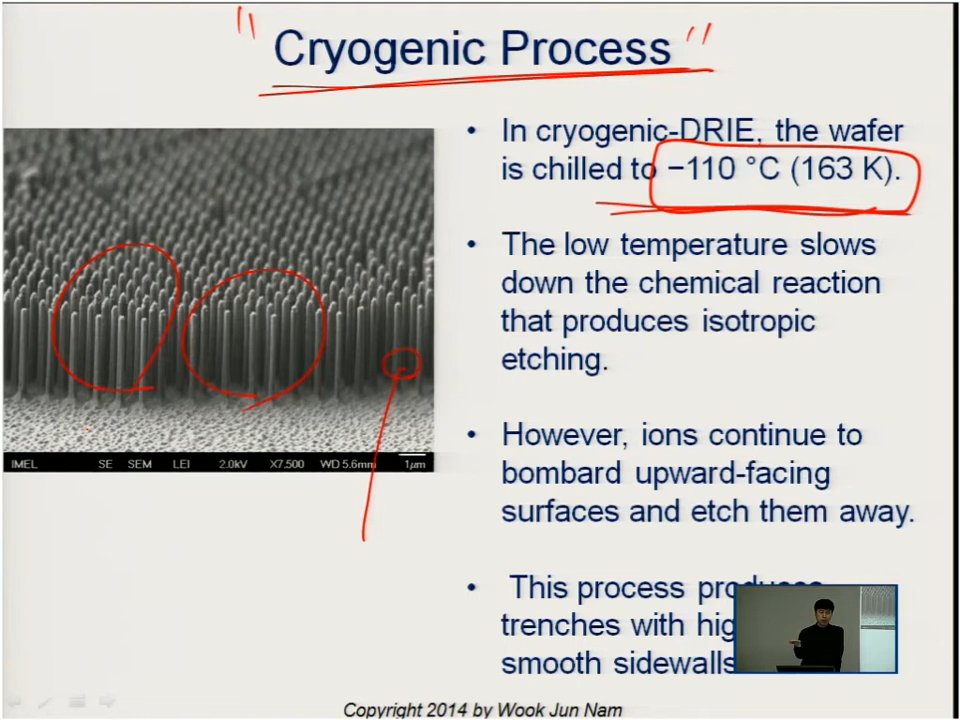 Cryogenic Process
• In cryogenic-DRIE, the wafer
is chilled to −110 °C (163 K).
• The low temperature slows
down the chemical reaction
that produces isotropic
etching.
• However, ions continue to
bombard upward-facing
surfaces and etch them away.
• This process produces
trenches with
smooth sidewalls
IMEL SE SEM LEI 2.0kV X7,500 WD 5.6mm 1µm
Copyright 2014 by Wook Jun Nam